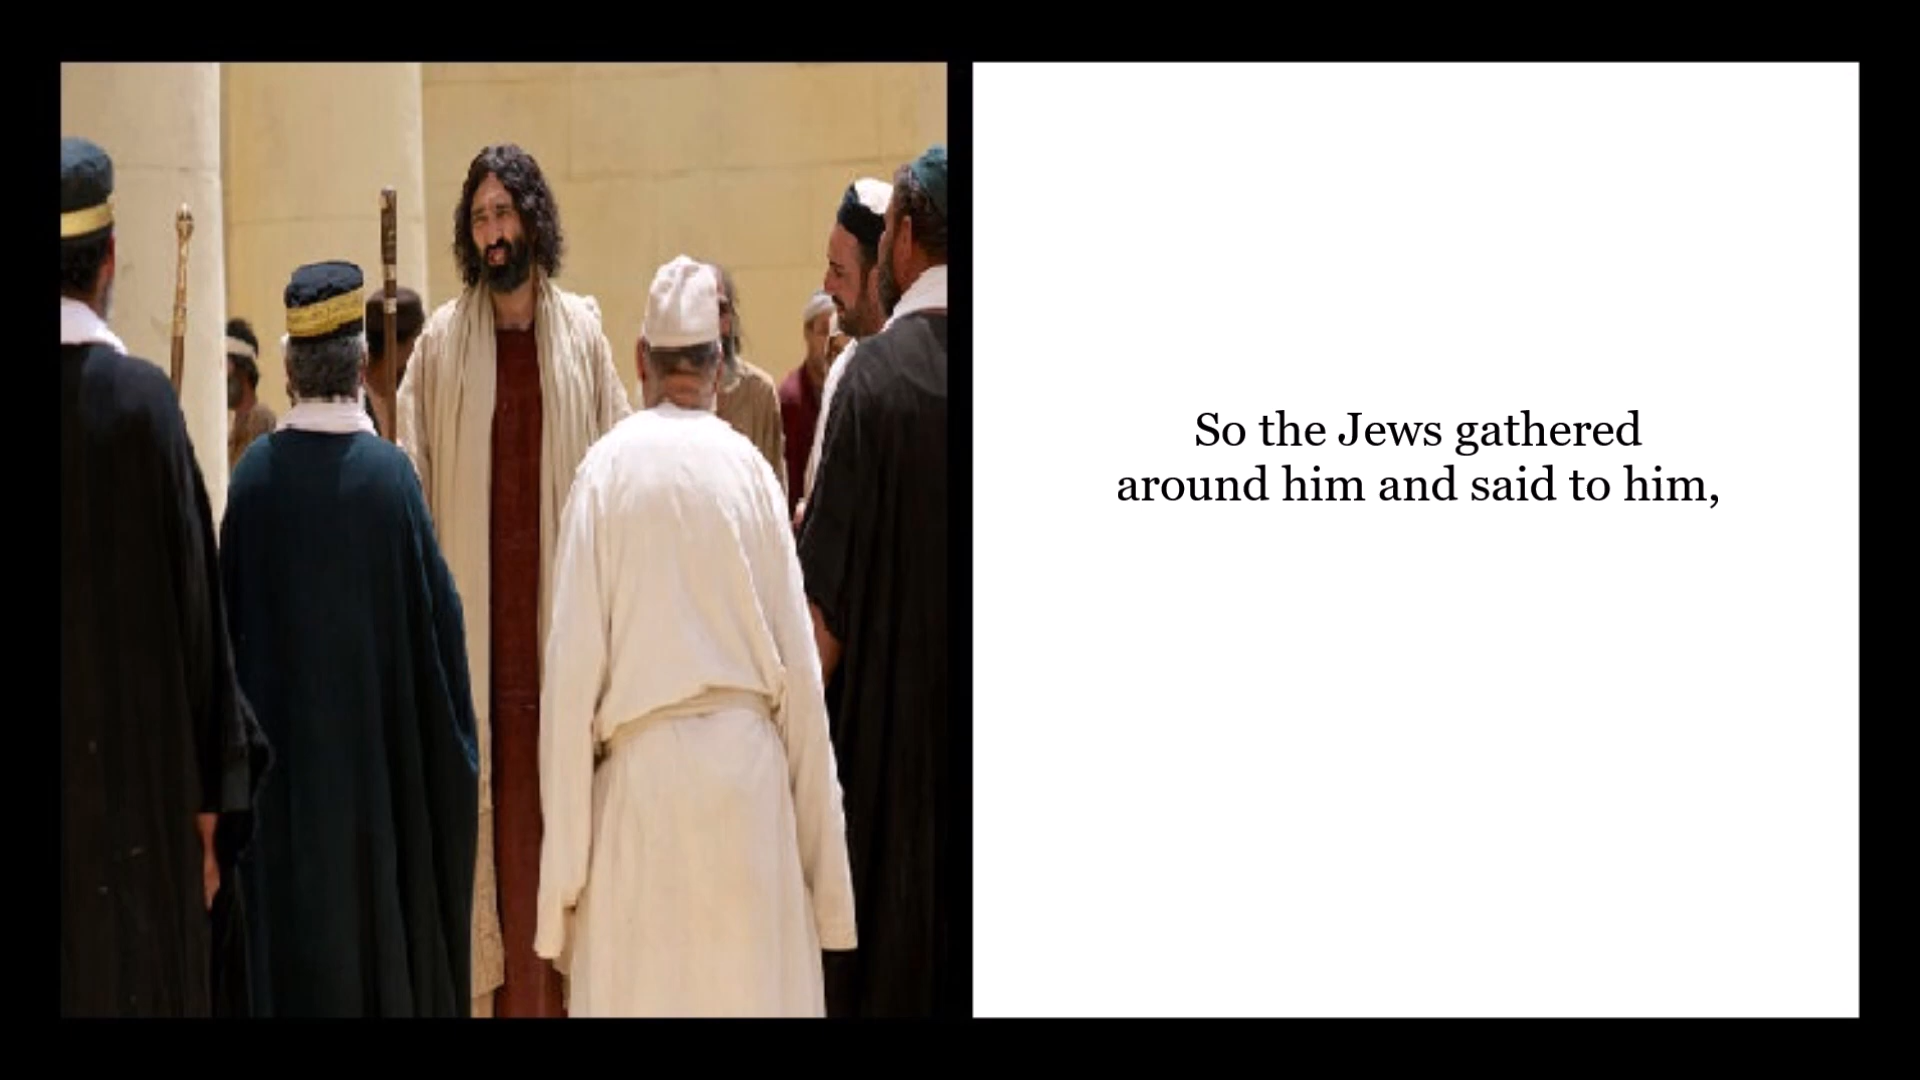 So the Jews gathered
around him and said to him,